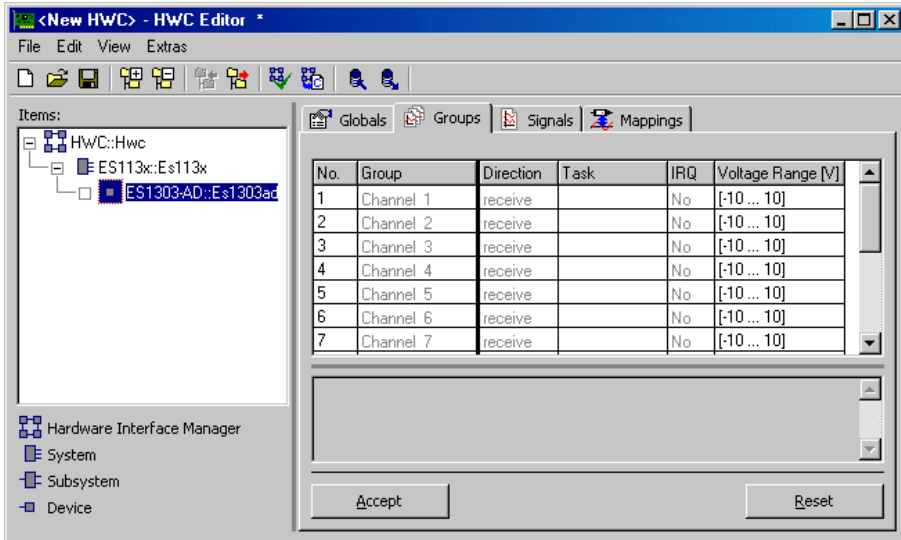 <New HWC> - HWC Editor *
File Edit View Extras
Items:
HWC::Hwc
ES113x::Es113x
ES1303-AD::Es1303ad
Hardware Interface Manager
System
Subsystem
Device
Globals Groups Signals Mappings
No. Group Direction Task IRQ Voltage Range [V]
1 Channel 1 receive No [-10 ... 10]
2 Channel 2 receive No [-10 ... 10]
3 Channel 3 receive No [-10 ... 10]
4 Channel 4 receive No [-10 ... 10]
5 Channel 5 receive No [-10 ... 10]
6 Channel 6 receive No [-10 ... 10]
7 Channel 7 receive No [-10 ... 10]
Accept Reset